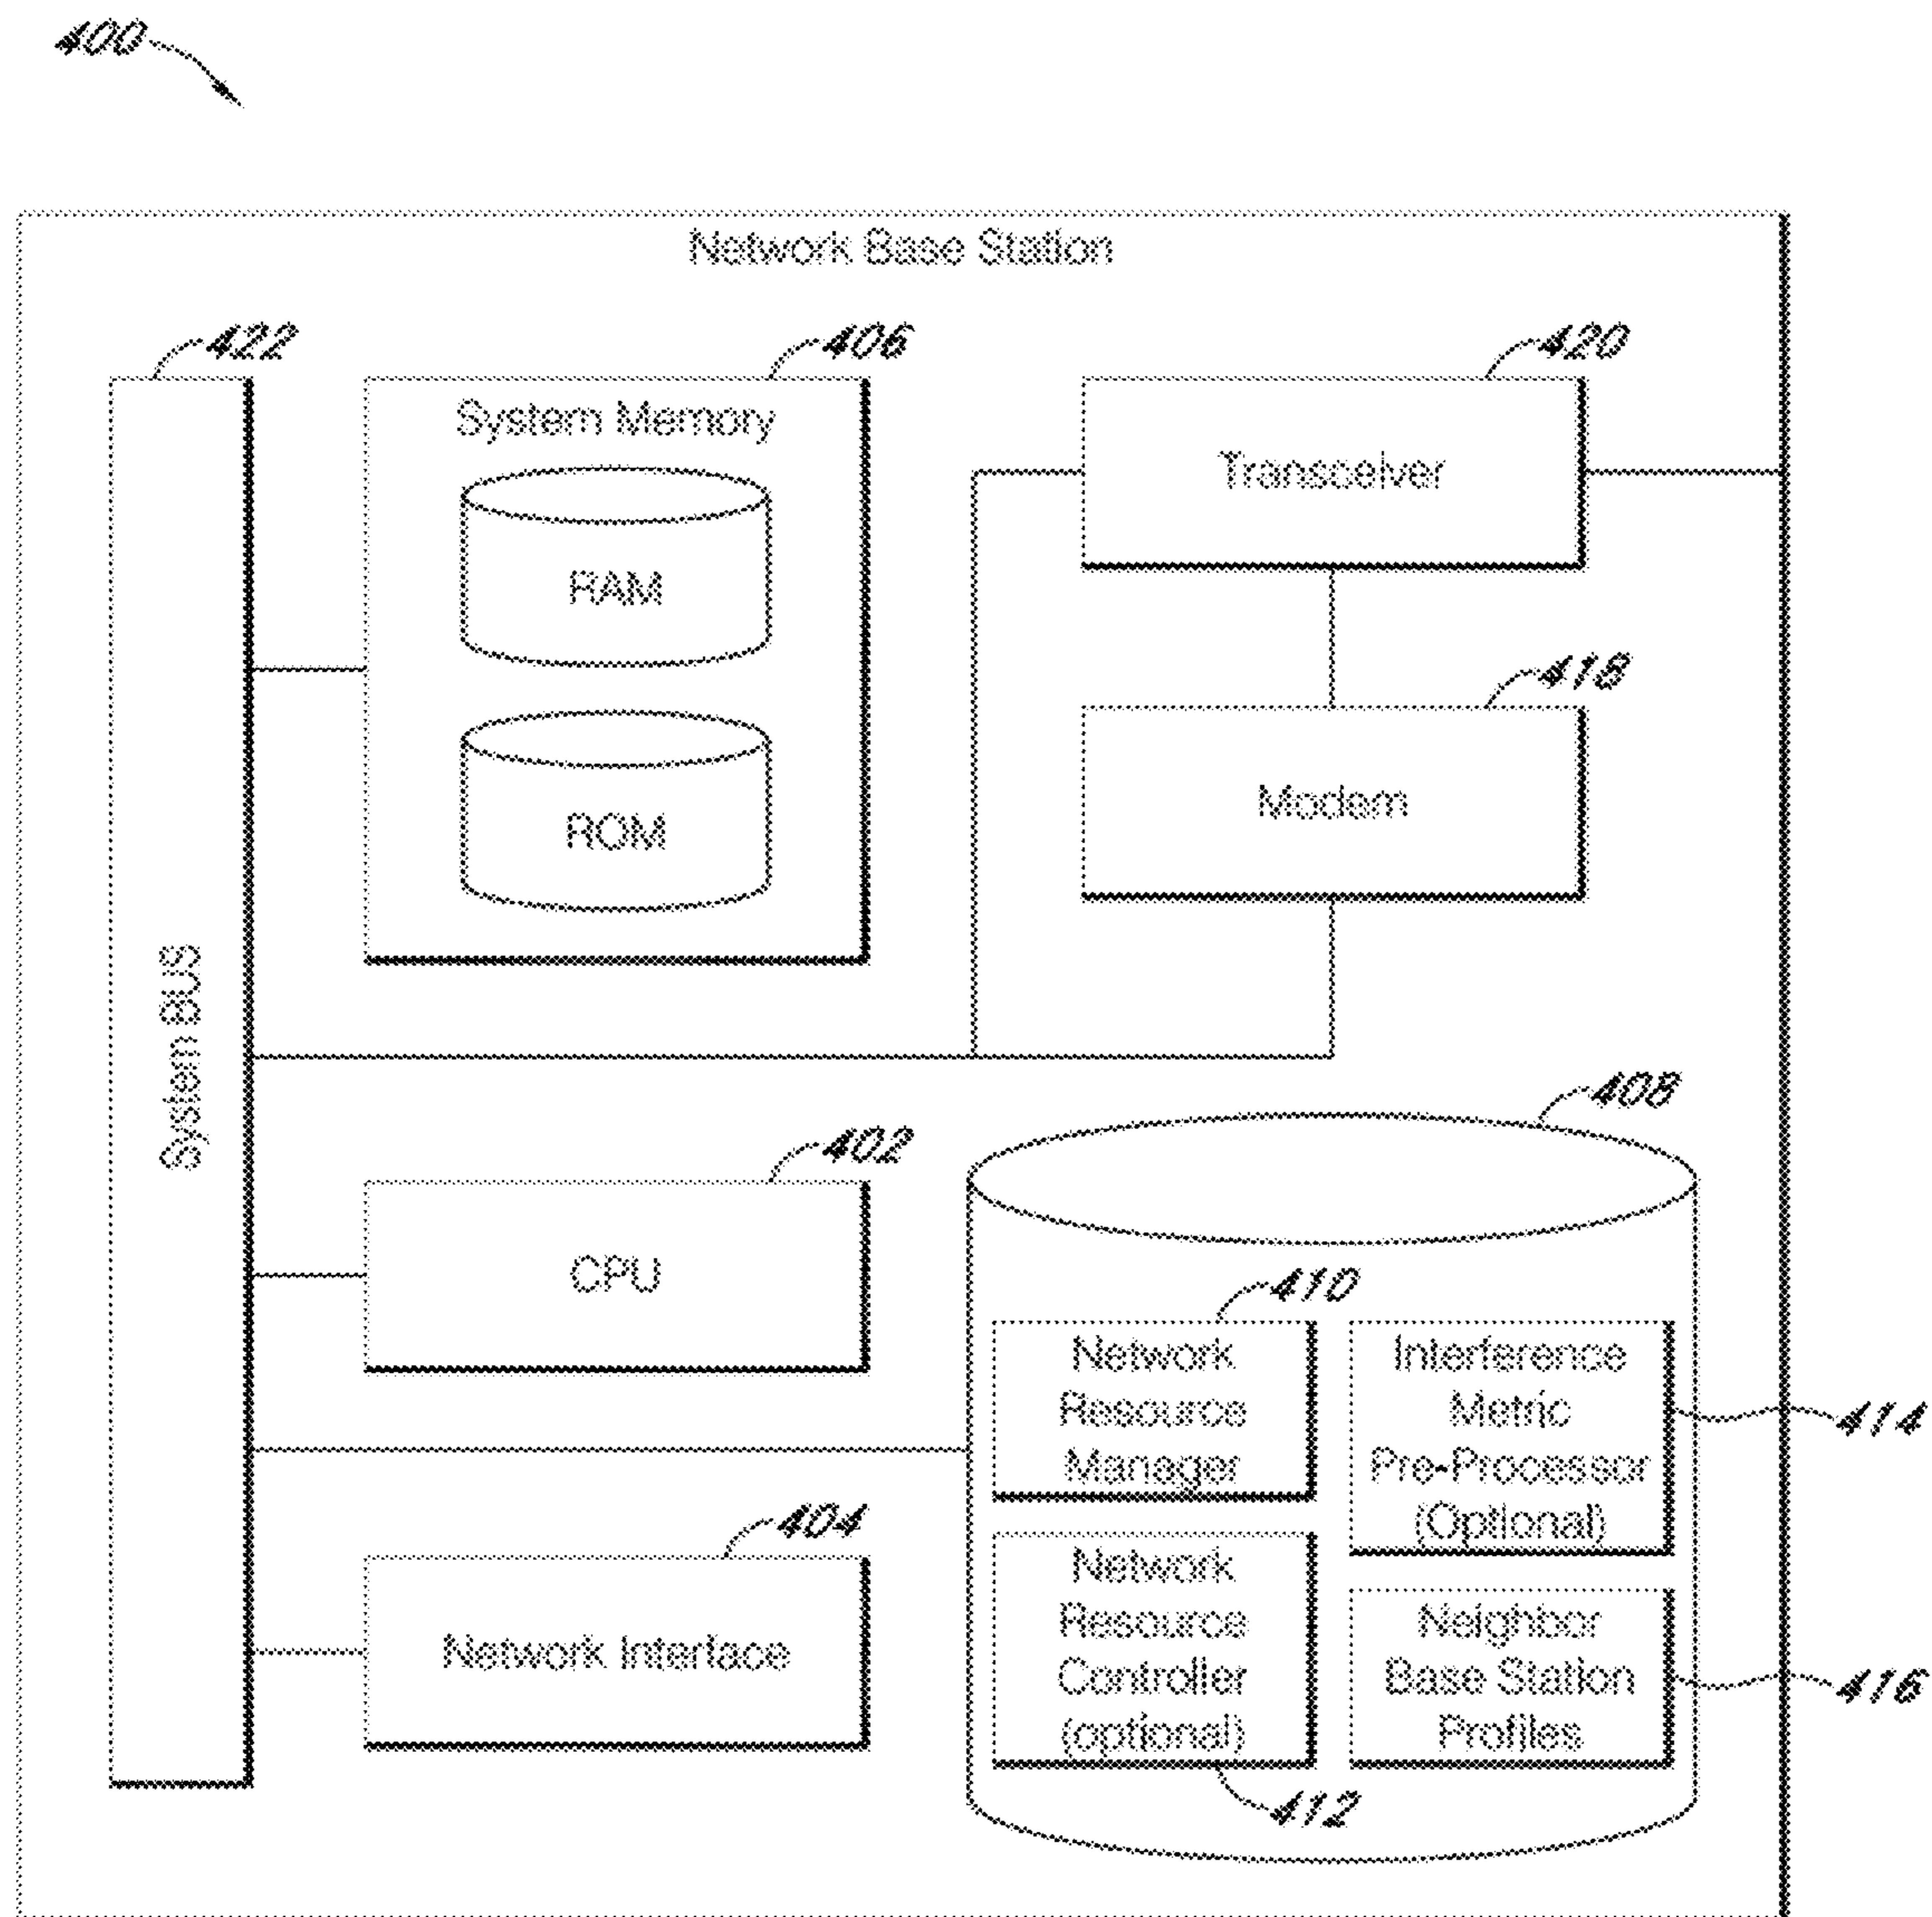 400
Network Base Station
422
406
420
System Memory
Transceiver
RAM
418
Modem
ROM
System BUS
408
402
CPU
410
Network
Resource
Manager
Interference
Metric
Pre-Processor
(Optional)
414
404
Network Interface
Network
Resource
Controller
(optional)
Neighbor
Base Station
Profiles
416
412